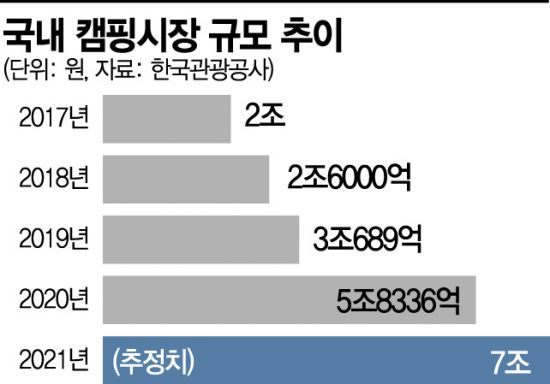 국내 캠핑시장 규모 추이
(단위: 원, 자료: 한국관광공사)
2017년 2조
2018년 2조6000억
2019년 3조689억
2020년 5조8336억
2021년 (추정치) 7조